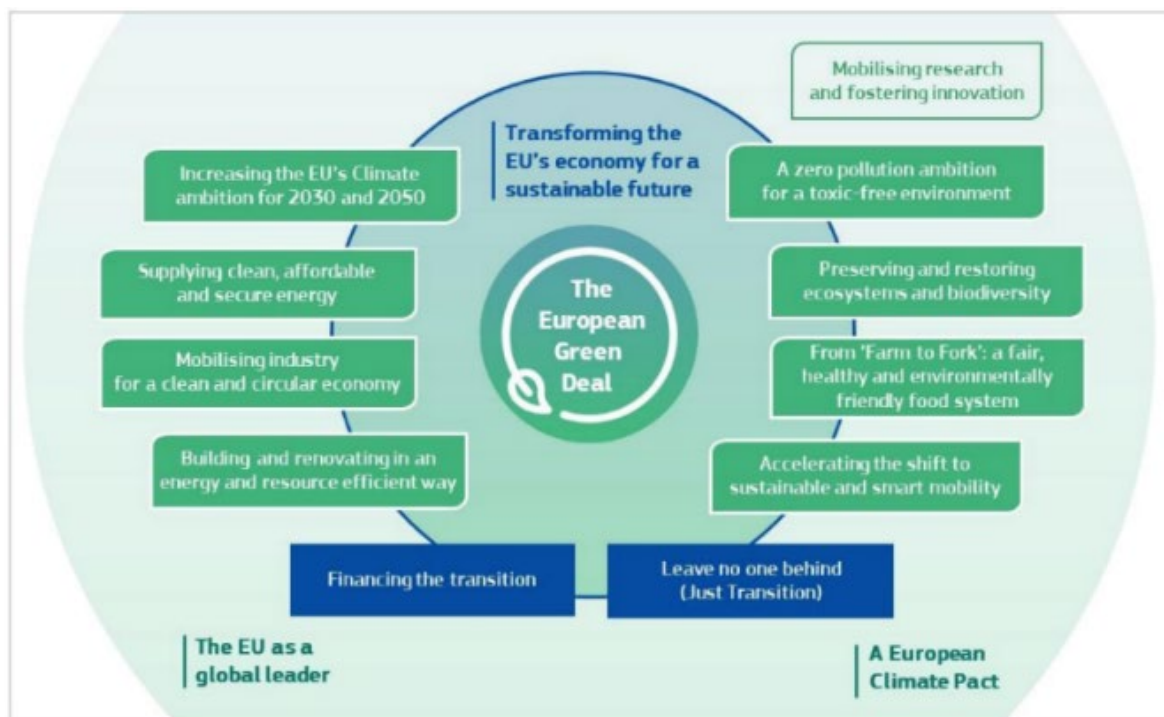 Mobilising research
and fostering innovation
Transforming the
EU's economy for a
sustainable future
Increasing the EU's Climate
ambition for 2030 and 2050
A zero pollution ambition
for a toxic-free environment
Supplying clean, affordable
and secure energy
Preserving and restoring
ecosystems and biodiversity
The
European
Green
Deal
Mobilising industry
for a clean and circular economy
From 'Farm to Fork': a fair,
healthy and environmentally
friendly food system
Building and renovating in an
energy and resource efficient way
Accelerating the shift to
sustainable and smart mobility
Financing the transition
Leave no one behind
(Just Transition)
The EU as a
global leader
A European
Climate Pact